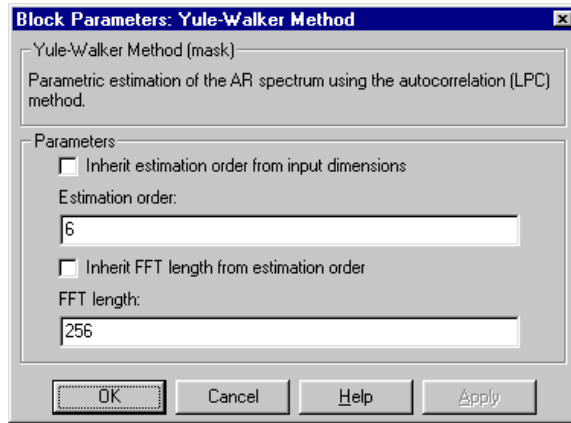 Block Parameters: Yule-Walker Method
Yule-Walker Method (mask)
Parametric estimation of the AR spectrum using the autocorrelation (LPC)
method.
Parameters
Inherit estimation order from input dimensions
Estimation order:
6
Inherit FFT length from estimation order
FFT length:
256
OK
Cancel
Help
Apply